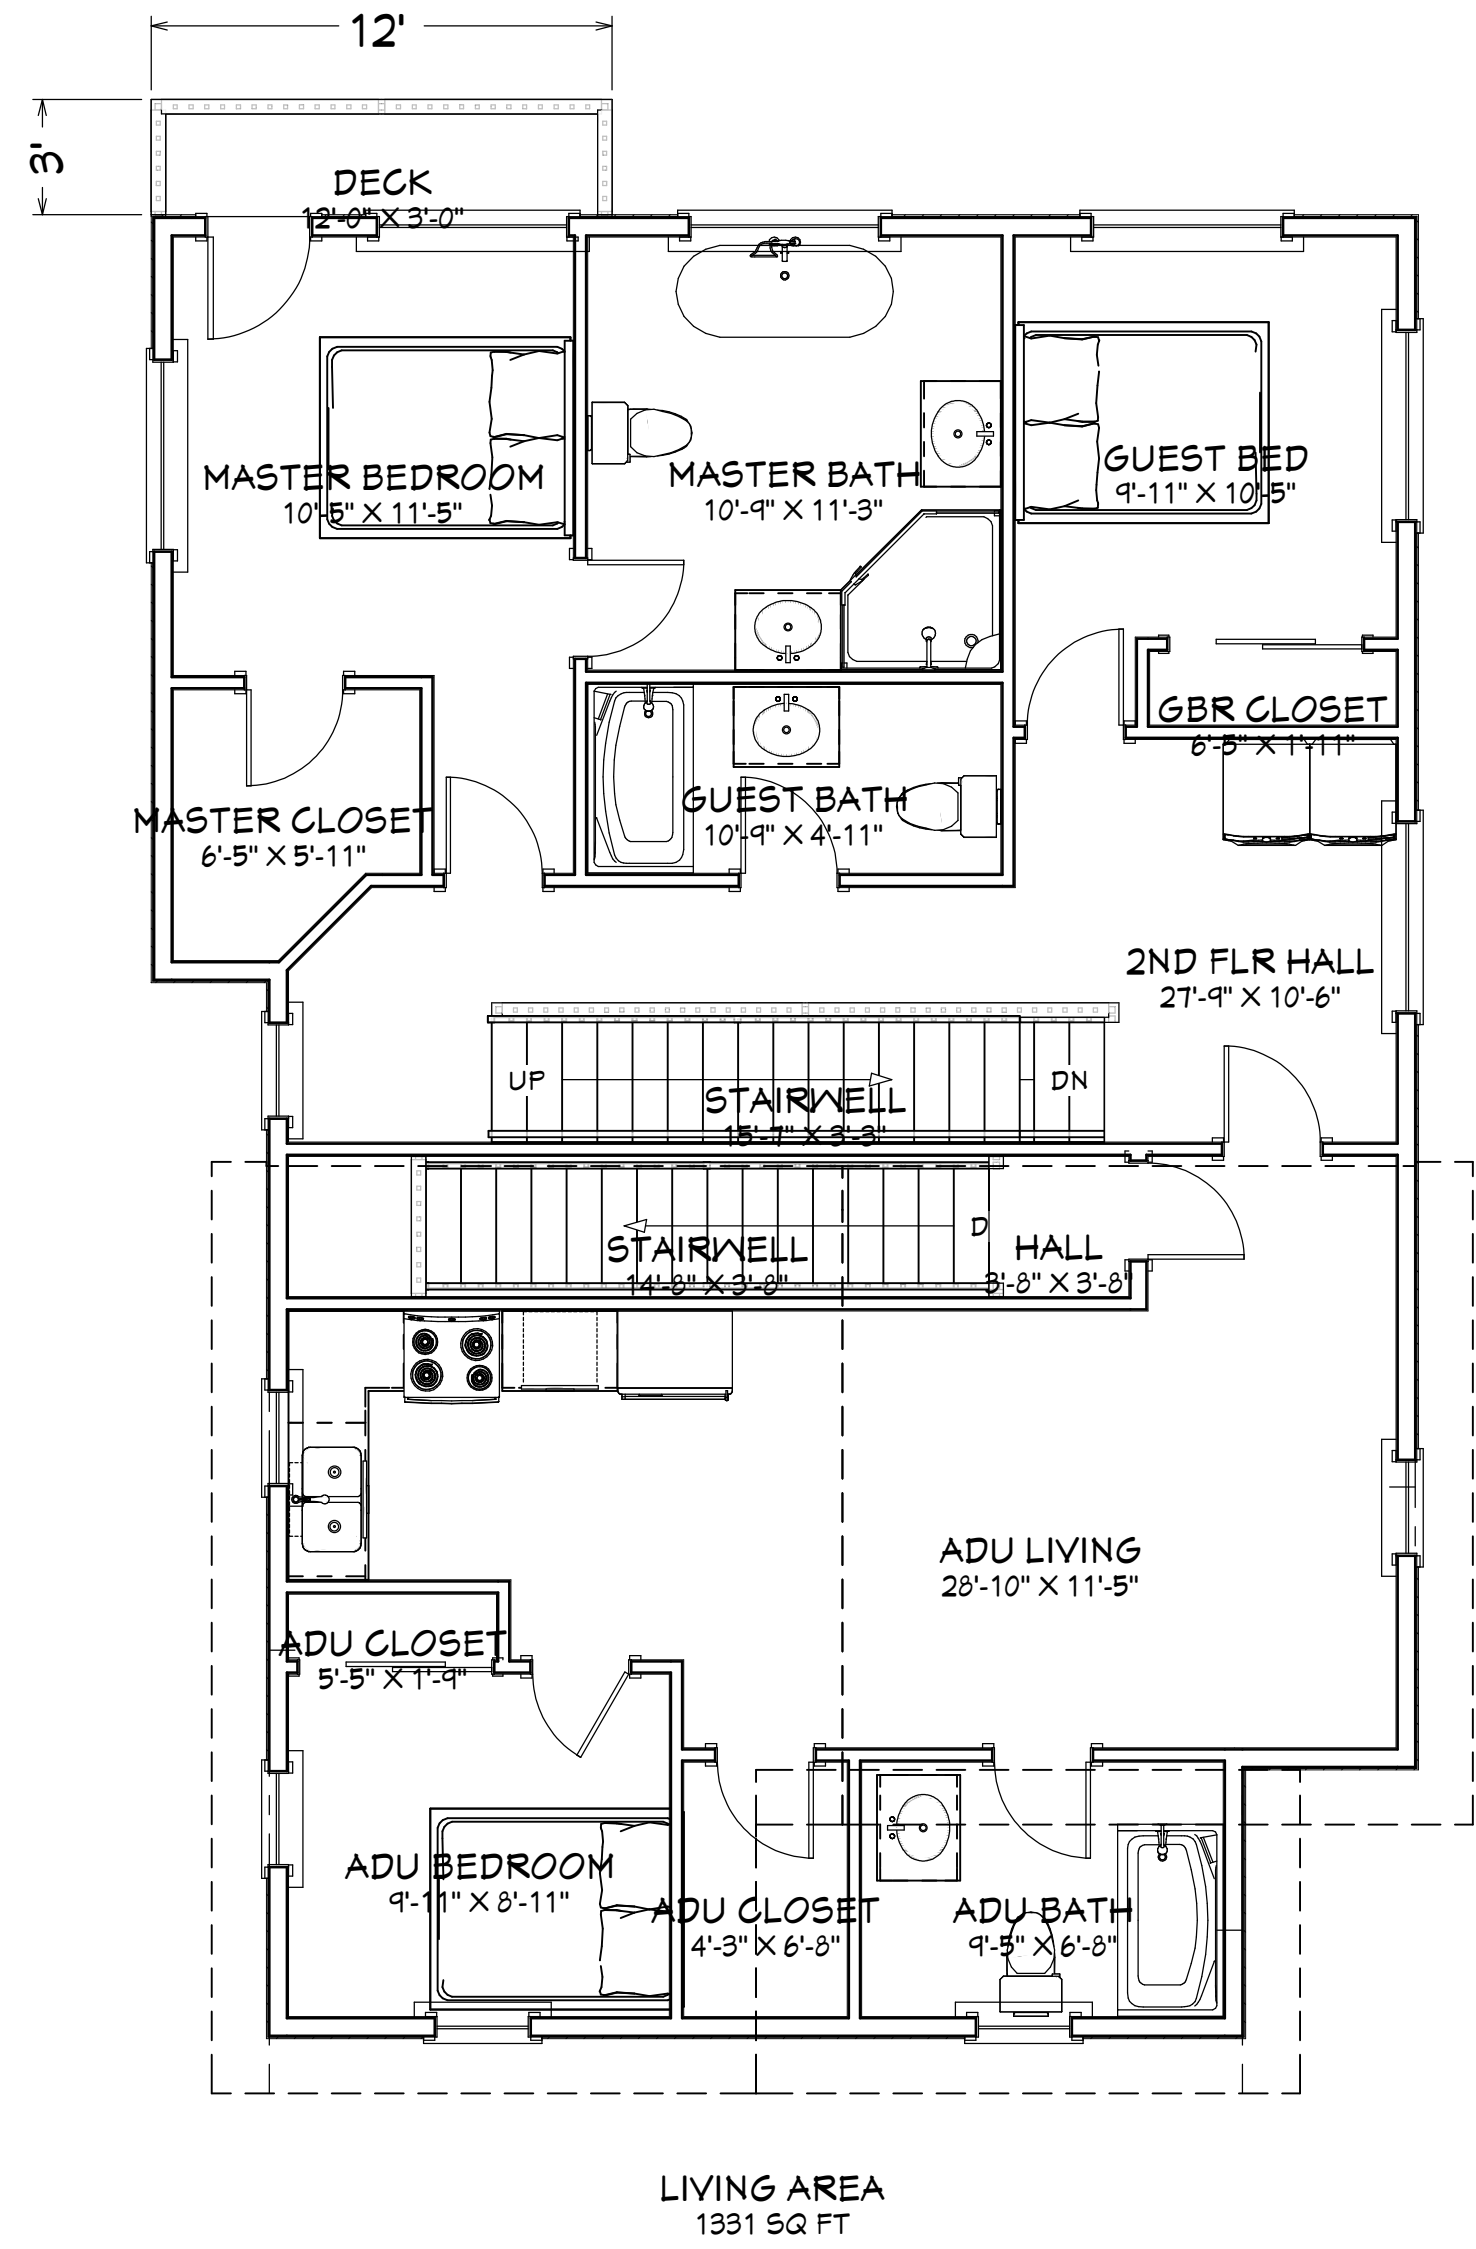 12'
3'
DECK
12'-0" X 3'-0"
MASTER BEDROOM
10'-5" X 11'-5"
MASTER BATH
10'-9" X 11'-3"
GUEST BED
9'-11" X 10'-5"
GBR CLOSET
6'-5" X 1'-11"
MASTER CLOSET
6'-5" X 5'-11"
GUEST BATH
10'-9" X 4'-11"
2ND FLR HALL
27'-9" X 10'-6"
UP
DN
STAIRWELL
15'-7" X 3'-3"
D
STAIRWELL
14'-8" X 3'-8"
HALL
3'-8" X 3'-8"
ADU LIVING
28'-10" X 11'-5"
ADU CLOSET
5'-5" X 1'-9"
ADU BEDROOM
9'-11" X 8'-11"
ADU CLOSET
4'-3" X 6'-8"
ADU BATH
9'-5" X 6'-8"
LIVING AREA
1331 SQ FT